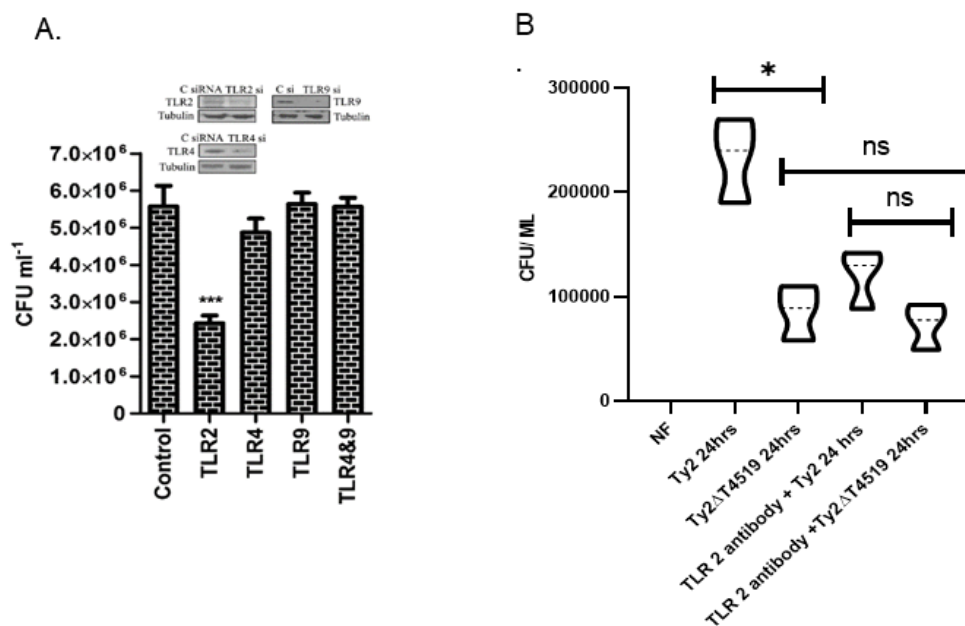 A.
C siRNA TLR2 si
TLR2
Tubulin
C si TLR9 si
TLR9
Tubulin
C siRNA TLR4 si
TLR4
Tubulin
7.0×10⁶
6.0×10⁶
5.0×10⁶
4.0×10⁶
3.0×10⁶
2.0×10⁶
1.0×10⁶
0
CFU ml⁻¹
***
Control
TLR2
TLR4
TLR9
TLR4&9
B
.
300000
200000
100000
0
CFU/ ML
*
ns
ns
NF
Ty2 24hrs
Ty2ΔT4519 24hrs
TLR 2 antibody + Ty2 24 hrs
TLR 2 antibody +Ty2ΔT4519 24hrs